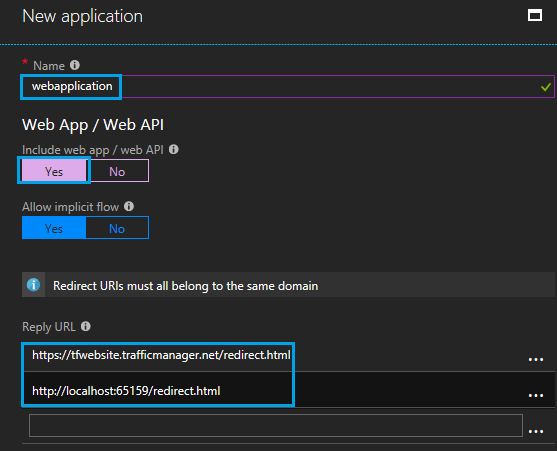 New application
* Name
webapplication
Web App / Web API
Include web app / web API
Yes No
Allow implicit flow
Yes No
Redirect URIs must all belong to the same domain
Reply URL
https://tfwebsite.trafficmanager.net/redirect.html
...
http://localhost:65159/redirect.html
...
...